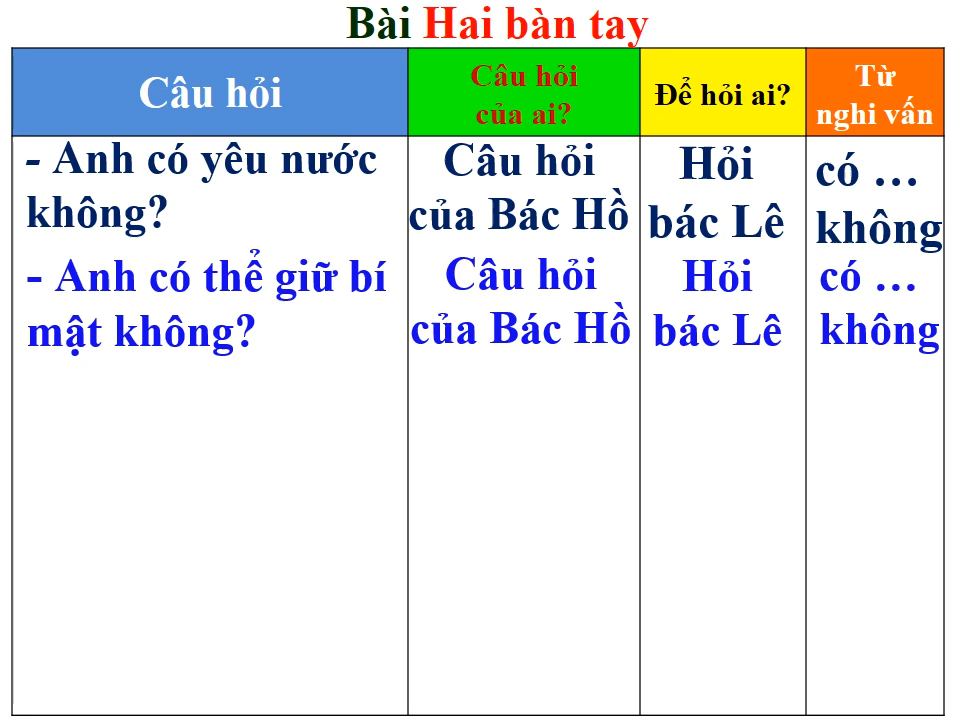 Bài Hai bàn tay
Câu hỏi
Câu hỏi
của ai?
Để hỏi ai?
Từ
nghi vấn
- Anh có yêu nước
không?
Câu hỏi
của Bác Hồ
Hỏi
bác Lê
có …
không
- Anh có thể giữ bí
mật không?
Câu hỏi
của Bác Hồ
Hỏi
bác Lê
có …
không